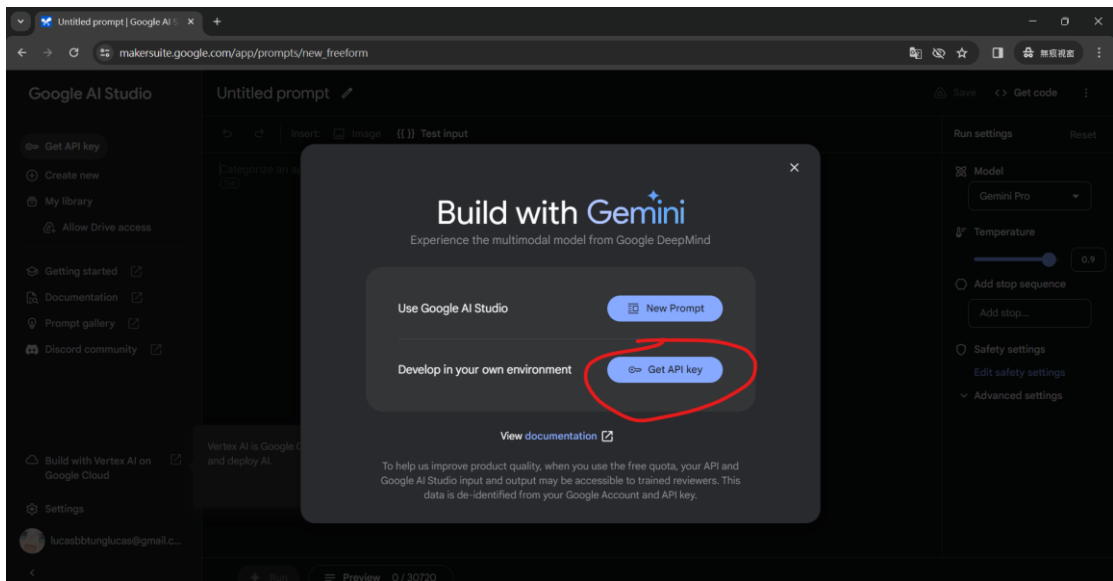 Untitled prompt | Google AI S
makersuite.google.com/app/prompts/new_freeform
無痕視窗
Google AI Studio
Untitled prompt
Save
<> Get code
Get API key
Create new
My library
Allow Drive access
Getting started
Documentation
Prompt gallery
Discord community
Build with Vertex AI on
Google Cloud
Settings
lucasbbtunglucas@gmail.c...
Insert:
Image
{{ }} Test input
Categorize an a
Vertex AI is Google C
and deploy AI.
Build with Gemini
Experience the multimodal model from Google DeepMind
Use Google AI Studio
New Prompt
Develop in your own environment
Get API key
View documentation
To help us improve product quality, when you use the free quota, your API and
Google AI Studio input and output may be accessible to trained reviewers. This
data is de-identified from your Google Account and API key.
Run settings
Reset
Model
Gemini Pro
Temperature
0.9
Add stop sequence
Add stop...
Safety settings
Edit safety settings
Advanced settings
Run
Preview 0 / 30720